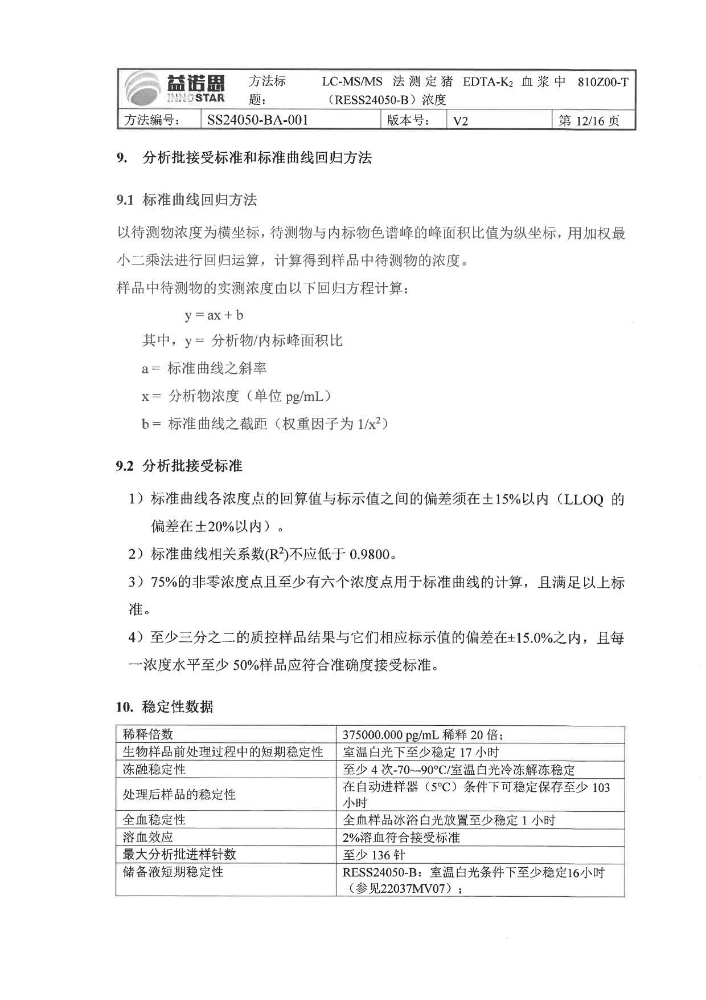 益诺思
INNOSTAR
方法标题：
LC-MS/MS 法测定猪 EDTA-K₂ 血浆中 810Z00-T
（RESS24050-B）浓度
方法编号： SS24050-BA-001 版本号： V2 第 12/16 页
9. 分析批接受标准和标准曲线回归方法
9.1 标准曲线回归方法
以待测物浓度为横坐标，待测物与内标物色谱峰的峰面积比值为纵坐标，用加权最
小二乘法进行回归运算，计算得到样品中待测物的浓度。
样品中待测物的实测浓度由以下回归方程计算：
y = ax + b
其中，y = 分析物/内标峰面积比
a = 标准曲线之斜率
x = 分析物浓度（单位 pg/mL）
b = 标准曲线之截距（权重因子为 1/x²）
9.2 分析批接受标准
1）标准曲线各浓度点的回算值与标示值之间的偏差须在±15%以内（LLOQ 的
偏差在±20%以内）。
2）标准曲线相关系数(R²)不应低于 0.9800。
3）75%的非零浓度点且至少有六个浓度点用于标准曲线的计算，且满足以上标
准。
4）至少三分之二的质控样品结果与它们相应标示值的偏差在±15.0%之内，且每
一浓度水平至少 50%样品应符合准确度接受标准。
10. 稳定性数据
稀释倍数 375000.000 pg/mL 稀释 20 倍；
生物样品前处理过程中的短期稳定性 室温白光下至少稳定 17 小时
冻融稳定性 至少 4 次-70~-90°C/室温白光冷冻解冻稳定
处理后样品的稳定性 在自动进样器（5°C）条件下可稳定保存至少 103
小时
全血稳定性 全血样品冰浴白光放置至少稳定 1 小时
溶血效应 2%溶血符合接受标准
最大分析批进样针数 至少 136 针
储备液短期稳定性 RESS24050-B：室温白光条件下至少稳定16小时
（参见22037MV07）；